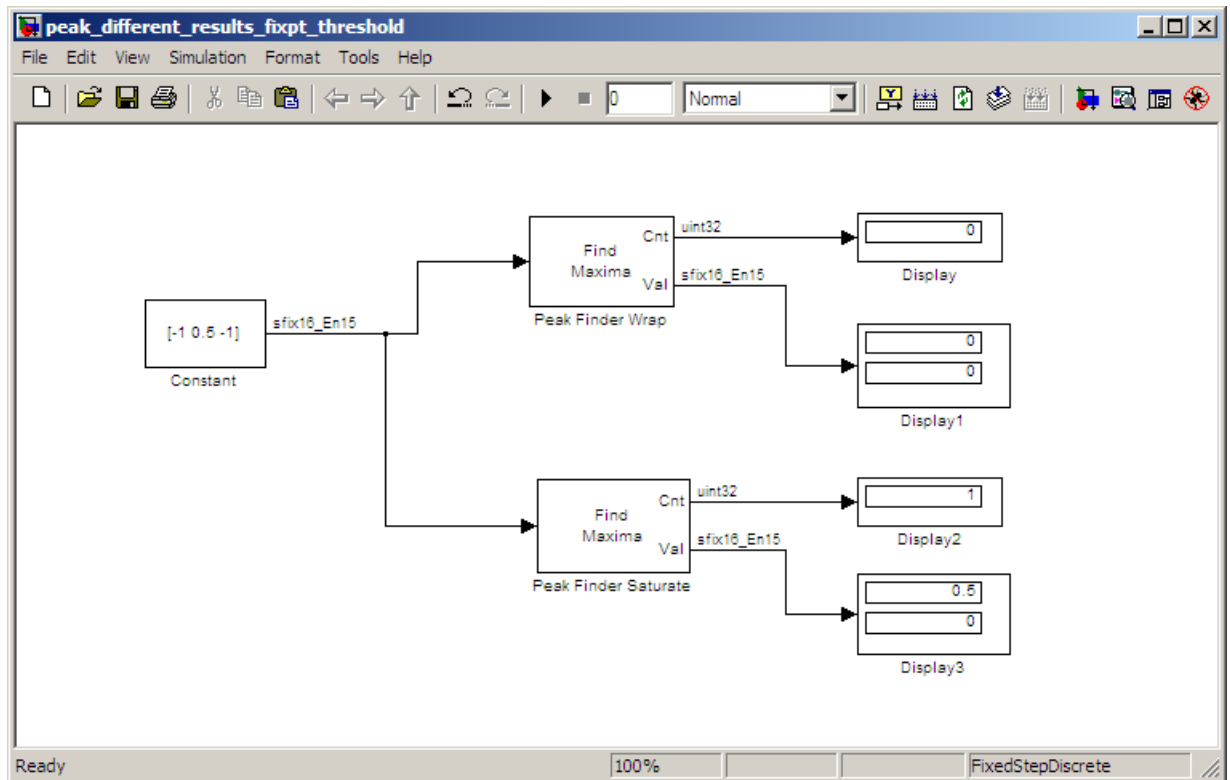 peak_different_results_fixpt_threshold
File Edit View Simulation Format Tools Help
0 Normal
Cnt
Find
Maxima
Val
Peak Finder Wrap
uint32
sfix16_En15
0
Display
0
0
Display1
[-1 0.5 -1]
Constant
sfix16_En15
Cnt
Find
Maxima
Val
Peak Finder Saturate
uint32
sfix16_En15
1
Display2
0.5
0
Display3
Ready 100% FixedStepDiscrete